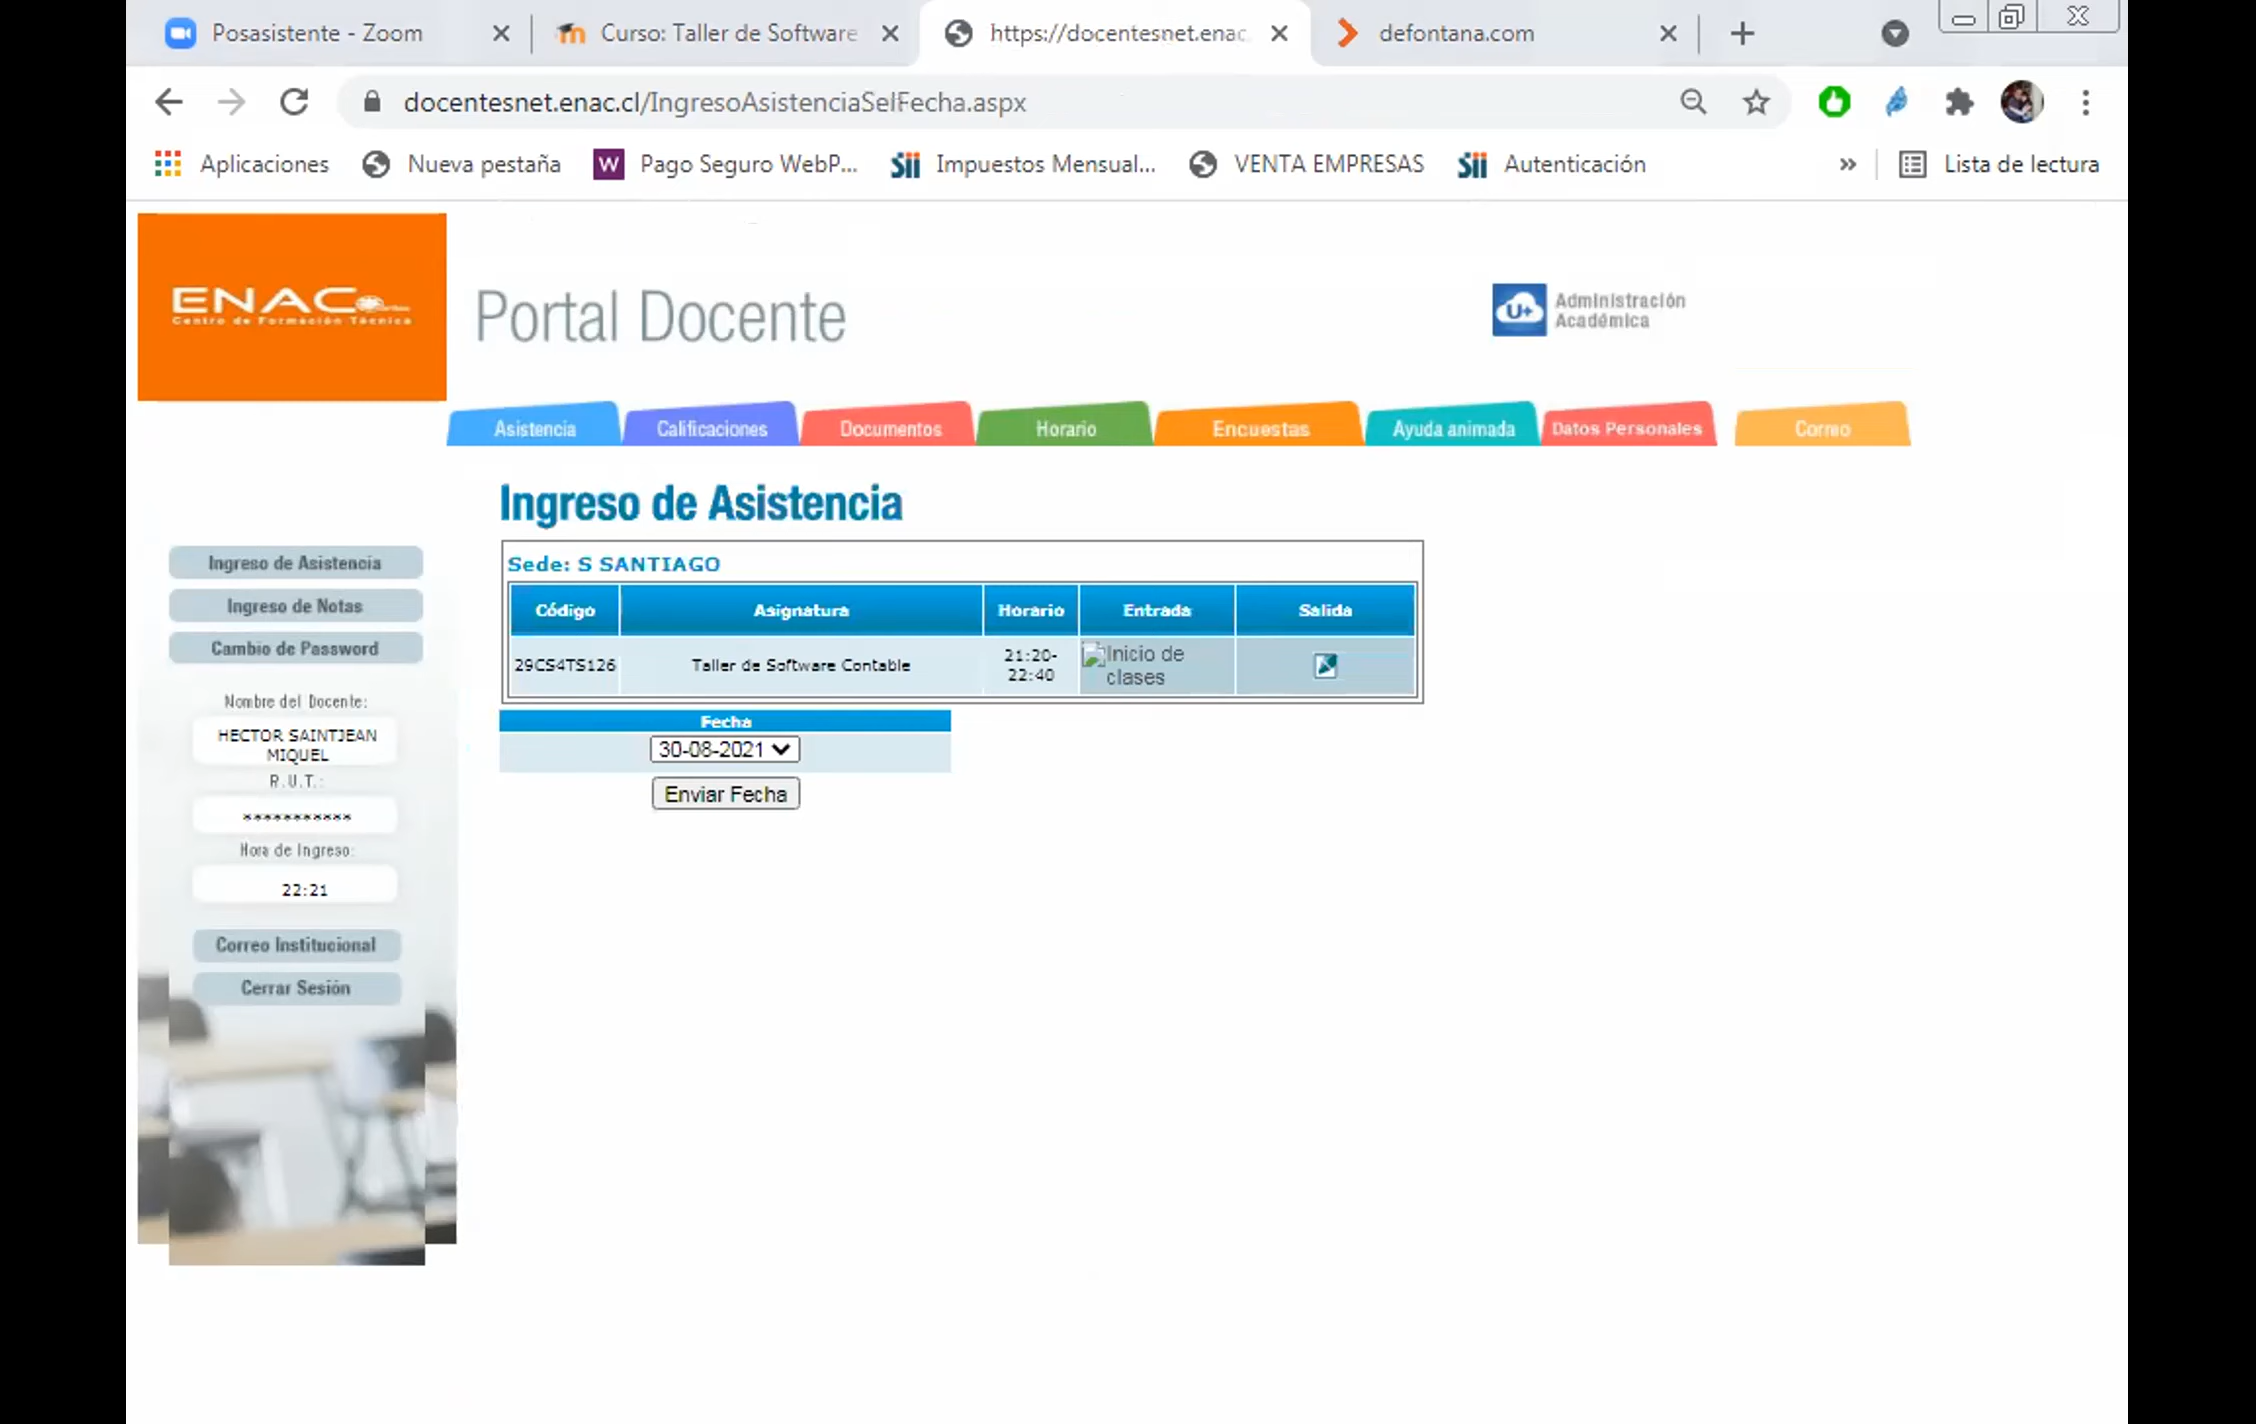 Posasistente - Zoom
Curso: Taller de Software
https://docentesnet.enac.
defontana.com
docentesnet.enac.cl/IngresoAsistenciaSelFecha.aspx
Aplicaciones
Nueva pestaña
Pago Seguro WebP...
Impuestos Mensual...
VENTA EMPRESAS
Autenticación
»
Lista de lectura
ENAC
Centro de Formación Técnica
Portal Docente
U+
Administración
Académica
Asistencia
Calificaciones
Documentos
Horario
Encuestas
Ayuda animada
Datos Personales
Correo
Ingreso de Asistencia
Ingreso de Asistencia
Ingreso de Notas
Cambio de Password
Nombre del Docente:
HECTOR SAINTJEAN
MIQUEL
R.U.T.:
***********
Hora de Ingreso:
22:21
Correo Institucional
Cerrar Sesión
Sede: S SANTIAGO
Código Asignatura Horario Entrada Salida
29CS4TS126 Taller de Software Contable 21:20-
22:40 Inicio de
clases
Fecha
30-08-2021
Enviar Fecha